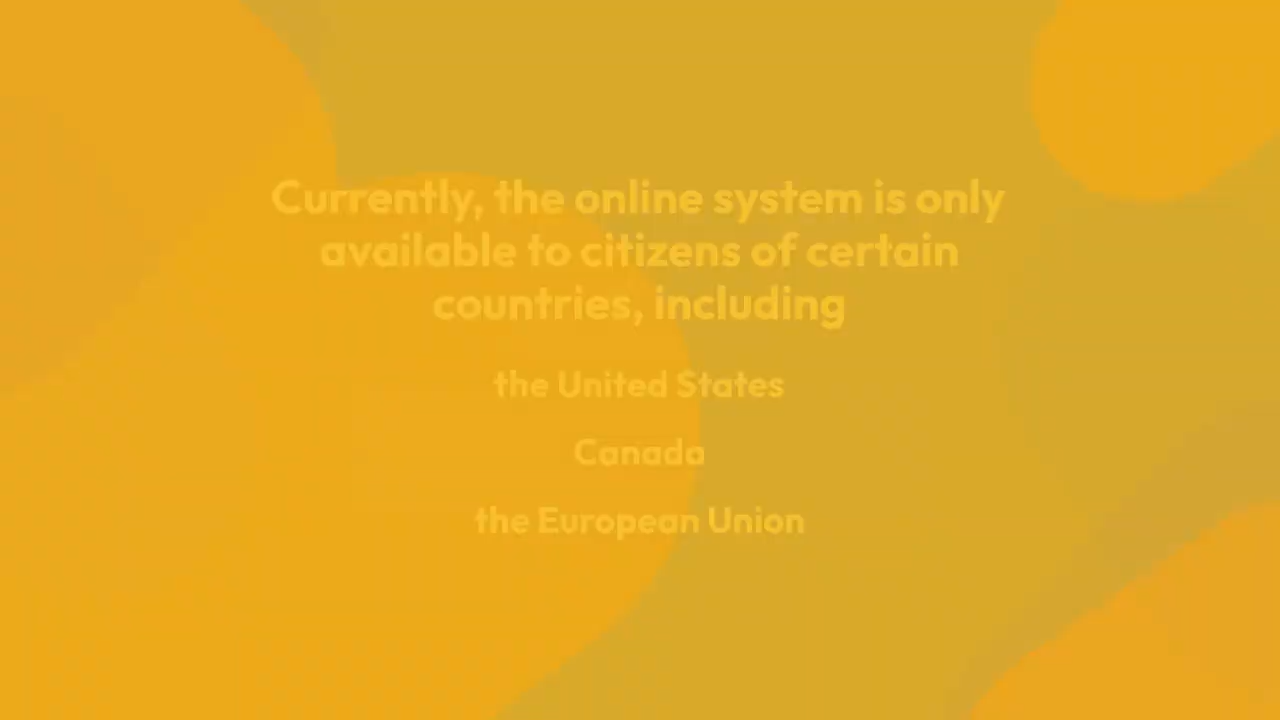 Currently, the online system is only
available to citizens of certain
countries, including
the United States
Canada
the European Union